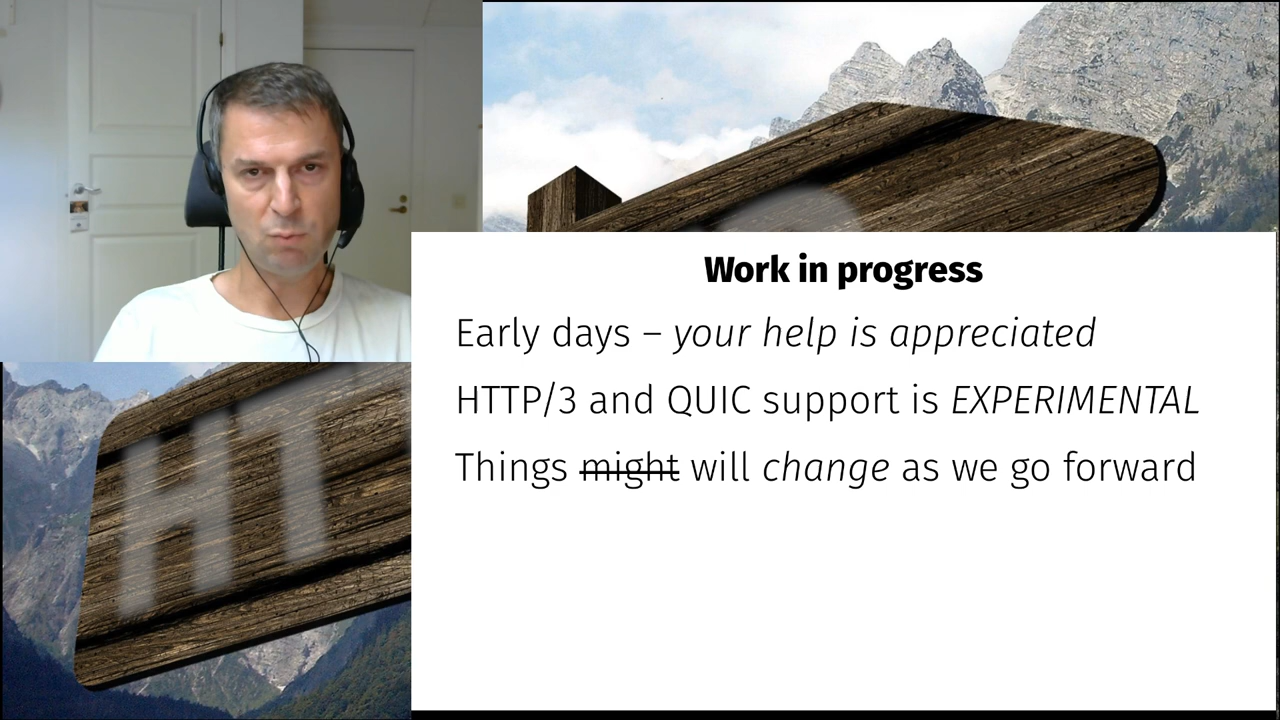 Work in progress
Early days – your help is appreciated
HTTP/3 and QUIC support is EXPERIMENTAL
Things might will change as we go forward
HT